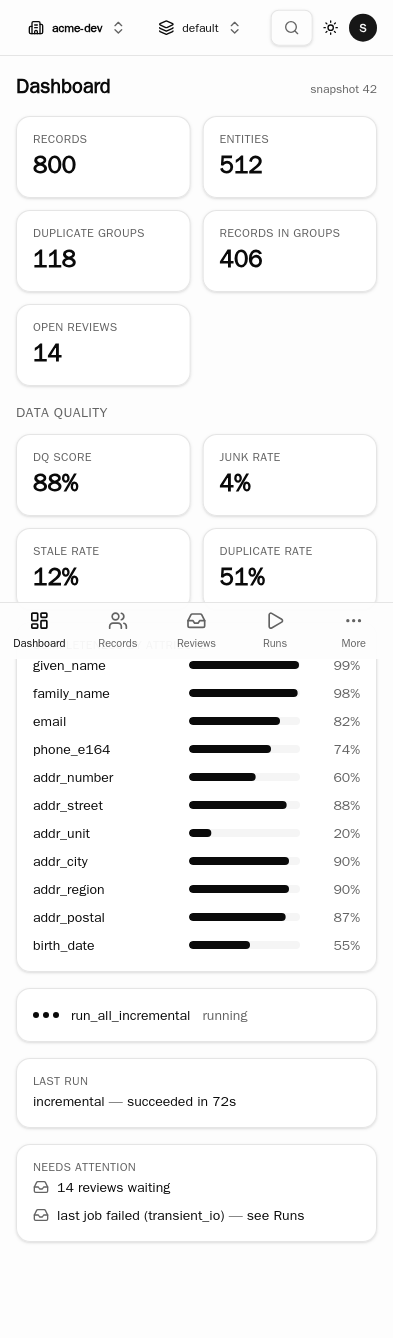 acme-dev default S
Dashboard snapshot 42
RECORDS ENTITIES
800 512
DUPLICATE GROUPS RECORDS IN GROUPS
118 406
OPEN REVIEWS
14
DATA QUALITY
DQ SCORE JUNK RATE
88% 4%
STALE RATE DUPLICATE RATE
12% 51%
Dashboard Records Reviews Runs More
given_name 99%
family_name 98%
email 82%
phone_e164 74%
addr_number 60%
addr_street 88%
addr_unit 20%
addr_city 90%
addr_region 90%
addr_postal 87%
birth_date 55%
run_all_incremental running
LAST RUN
incremental — succeeded in 72s
NEEDS ATTENTION
14 reviews waiting
last job failed (transient_io) — see Runs